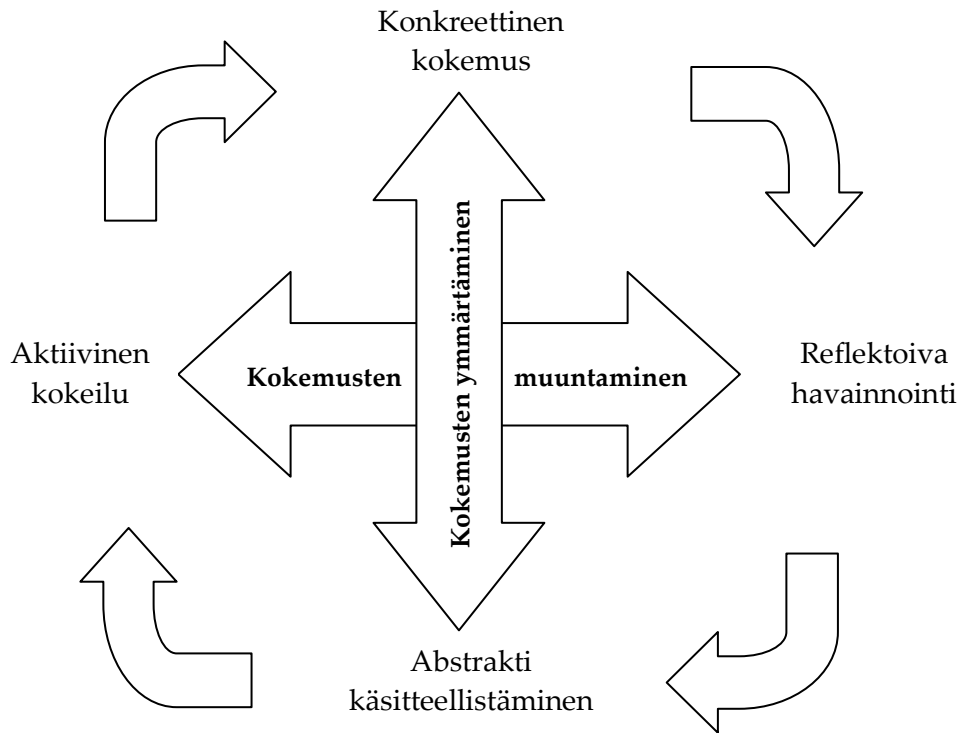 Konkreettinen
kokemus
Aktiivinen
kokeilu
Kokemusten muuntaminen
Kokemusten ymmärtäminen
Reflektoiva
havainnointi
Abstrakti
käsitteellistäminen